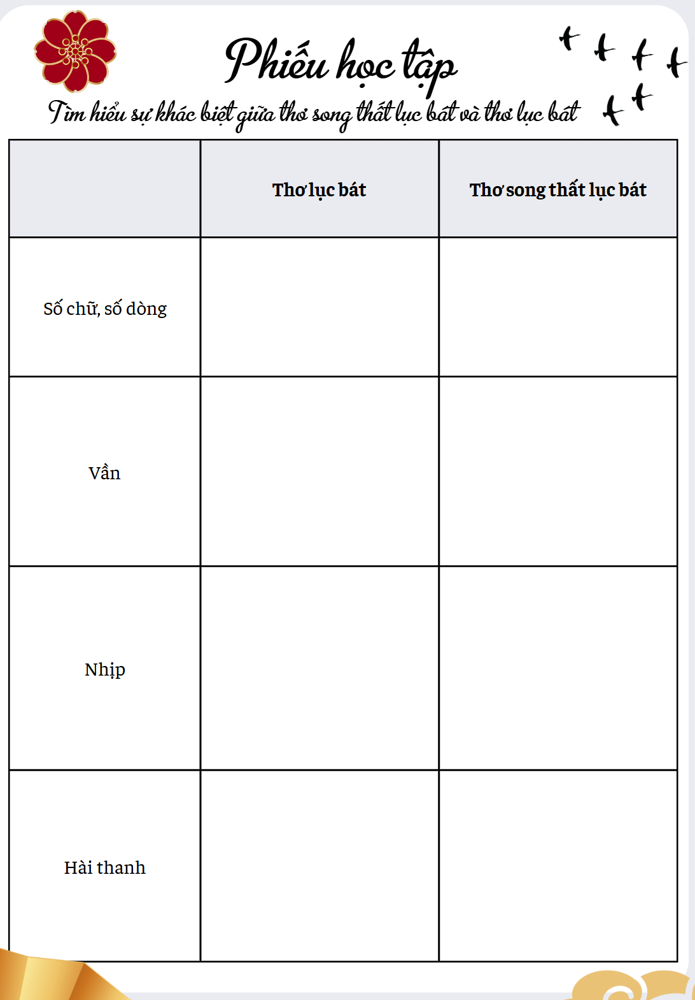 Phiếu học tập
Tìm hiểu sự khác biệt giữa thơ song thất lục bát và thơ lục bát
Thơ lục bát
Thơ song thất lục bát
Số chữ, số dòng
Vần
Nhịp
Hài thanh